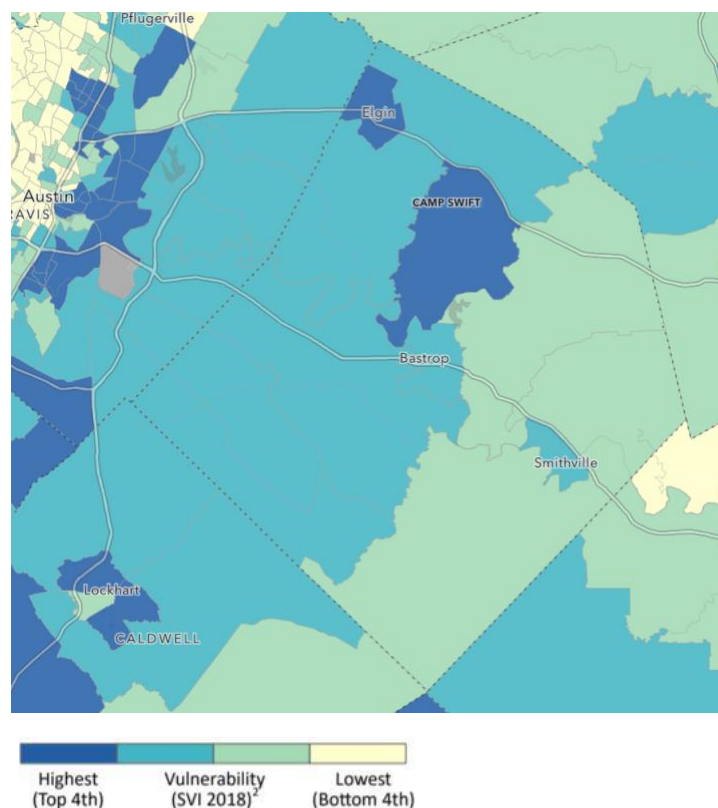 Pflugerville
Elgin
CAMP SWIFT
Austin
RAVIS
Bastrop
Smithville
Lockhart
CALDWELL
Highest
(Top 4th)
Vulnerability
(SVI 2018)²
Lowest
(Bottom 4th)